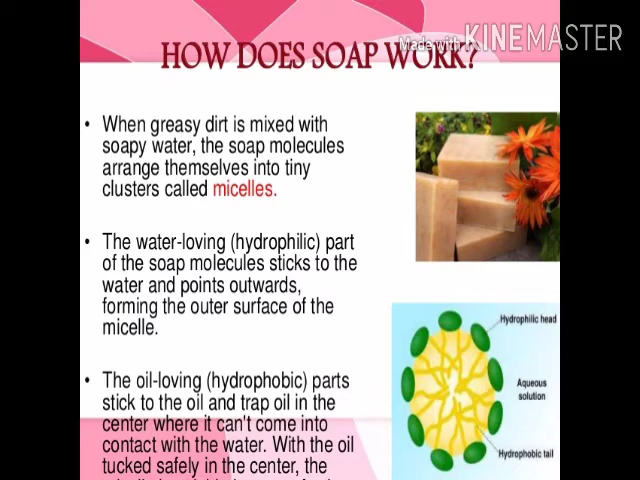 Made with KINEMASTER
HOW DOES SOAP WORK?
• When greasy dirt is mixed with
soapy water, the soap molecules
arrange themselves into tiny
clusters called micelles.
• The water-loving (hydrophilic) part
of the soap molecules sticks to the
water and points outwards,
forming the outer surface of the
micelle.
• The oil-loving (hydrophobic) parts
stick to the oil and trap oil in the
center where it can't come into
contact with the water. With the oil
tucked safely in the center, the
Hydrophilic head
Aqueous
solution
Hydrophobic tail